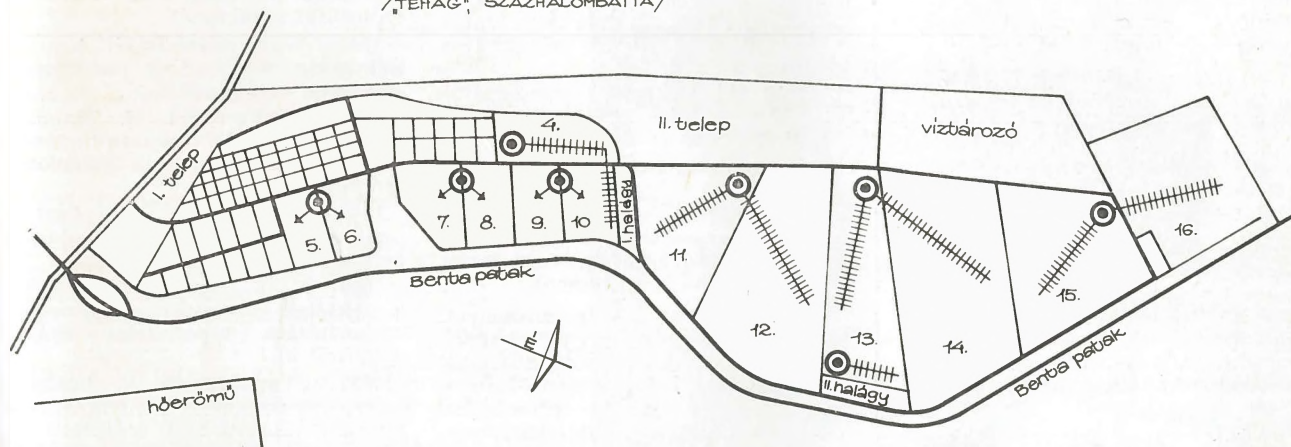 /„TEHAG”, SZÁZHALOMBATTA/
I. telep
4.
II. telep
víztározó
5.
6.
7.
8.
9.
10
I. halágy
11.
12.
13.
14.
15.
16.
Benta patak
É
II. halágy
Benta patak
hőerőmű